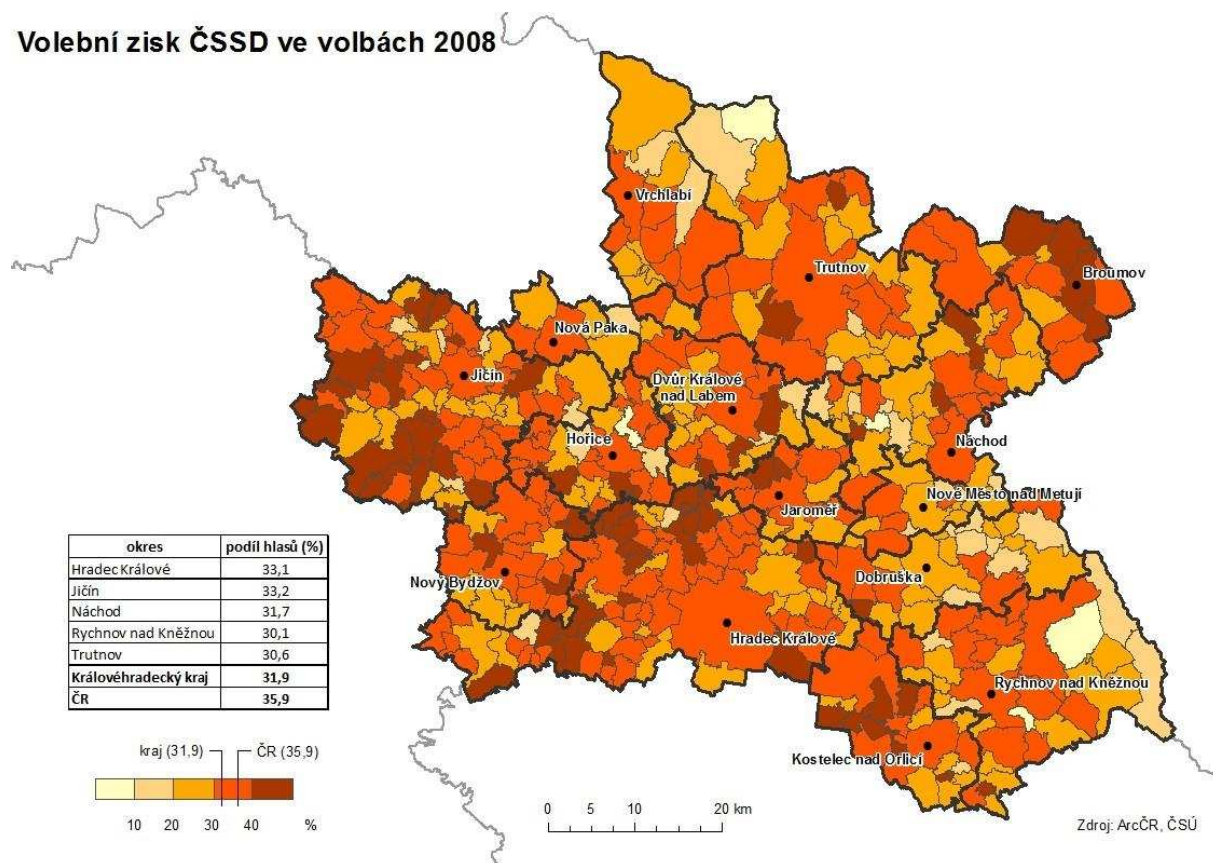 Volební zisk ČSSD ve volbách 2008
Vrchlabí
Trutnov
Broumov
Nová Paka
Jičín
Dvůr Králové
nad Labem
Hořice
Náchod
Jaroměř
Nové Město nad Metují
Nový Bydžov
Dobruška
Hradec Králové
Rychnov nad Kněžnou
Kostelec nad Orlicí
okres podíl hlasů (%)
Hradec Králové 33,1
Jičín 33,2
Náchod 31,7
Rychnov nad Kněžnou 30,1
Trutnov 30,6
Královéhradecký kraj 31,9
ČR 35,9
kraj (31,9) ČR (35,9)
10 20 30 40 %
0 5 10 20 km
Zdroj: ArcČR, ČSÚ